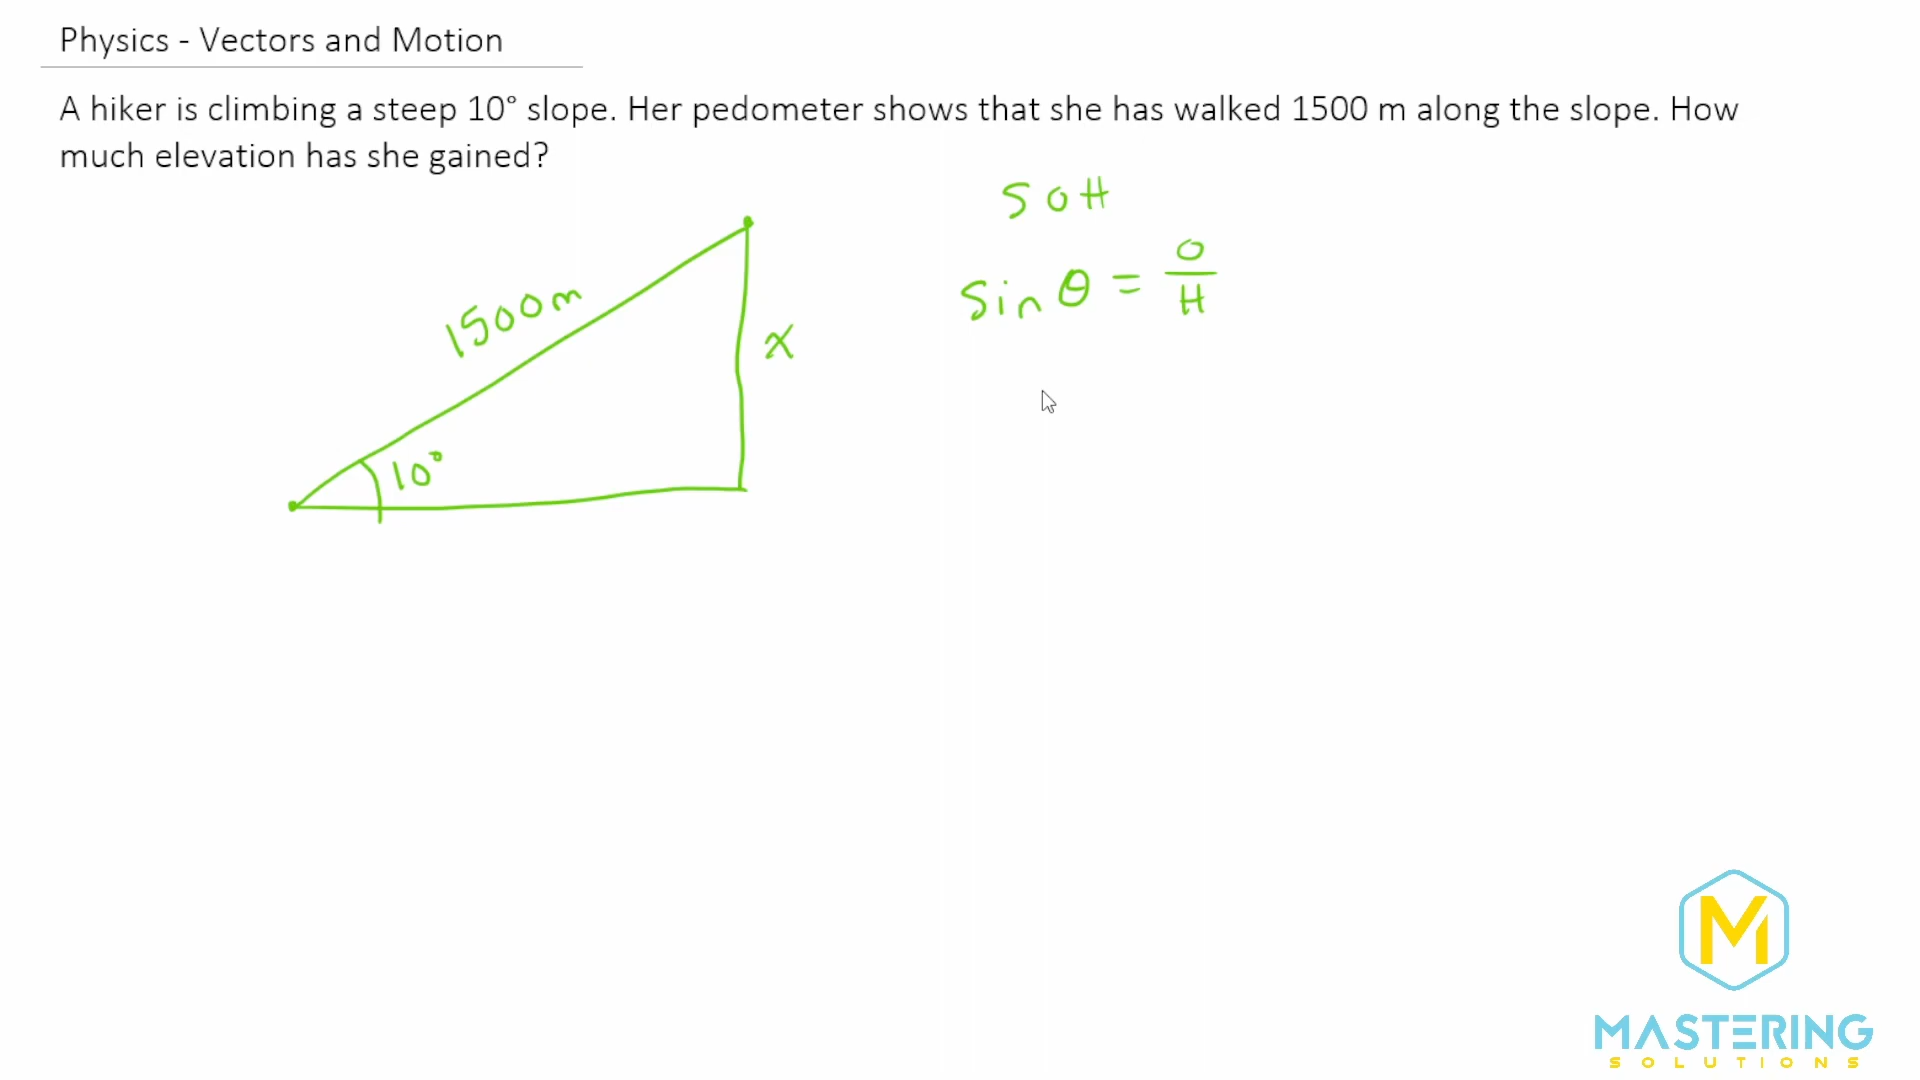 Physics - Vectors and Motion
A hiker is climbing a steep 10° slope. Her pedometer shows that she has walked 1500 m along the slope. How
much elevation has she gained?
SOH
sin θ = O/H
1500m
x
10°
M
MASTERING
SOLUTIONS